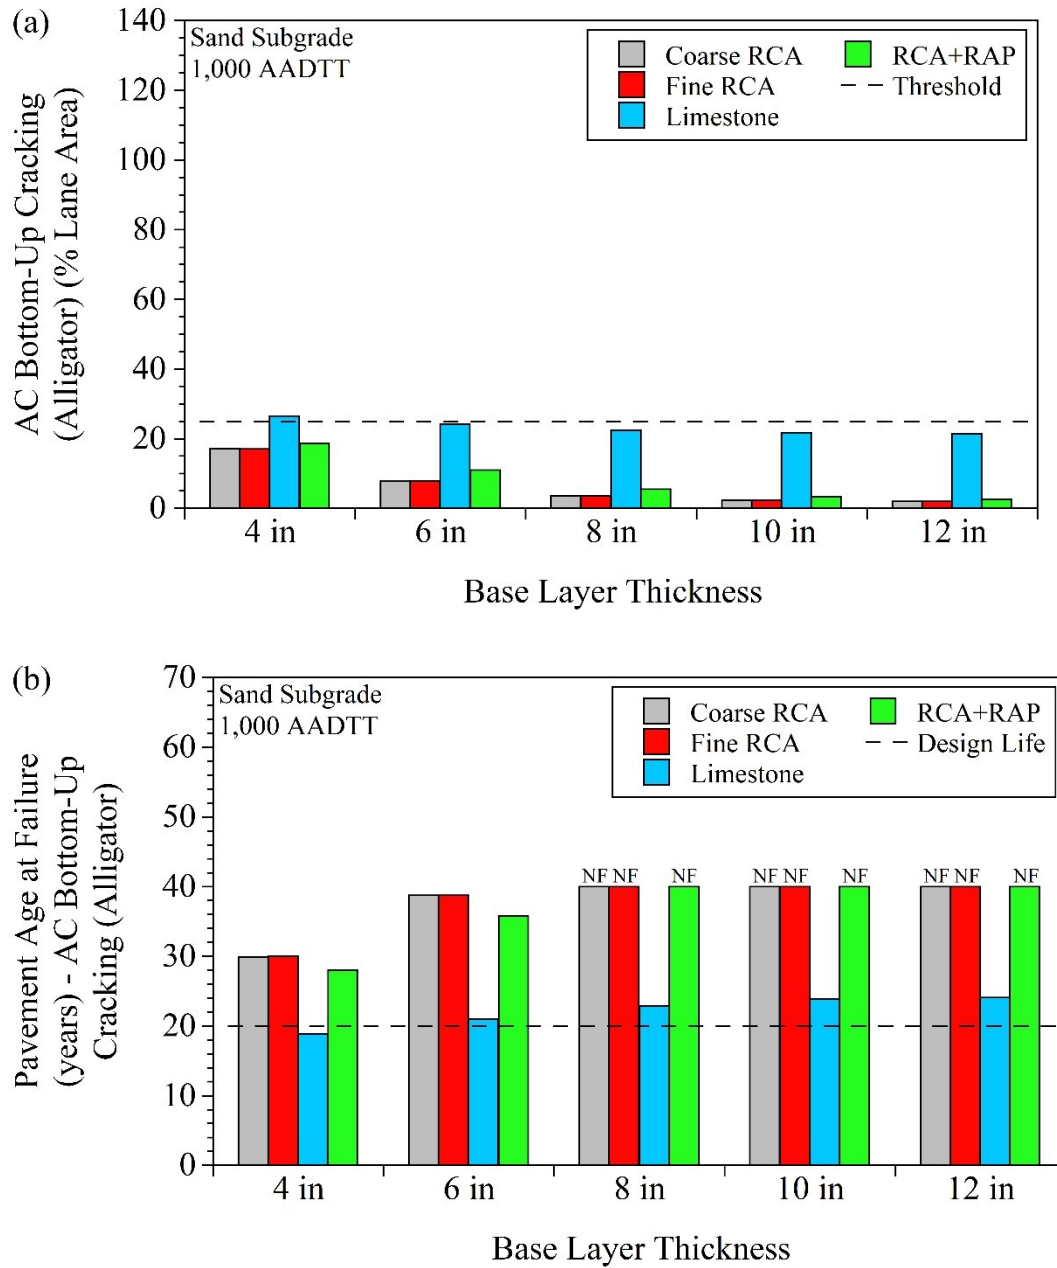 (a)
AC Bottom-Up Cracking
(Alligator) (% Lane Area)
140
120
100
80
60
40
20
0
Sand Subgrade
1,000 AADTT
Coarse RCA
Fine RCA
Limestone
RCA+RAP
Threshold
4 in
6 in
8 in
10 in
12 in
Base Layer Thickness
(b)
Pavement Age at Failure
(years) - AC Bottom-Up
Cracking (Alligator)
70
60
50
40
30
20
10
0
Sand Subgrade
1,000 AADTT
Coarse RCA
Fine RCA
Limestone
RCA+RAP
Design Life
NF NF NF NF NF NF NF NF NF
4 in
6 in
8 in
10 in
12 in
Base Layer Thickness